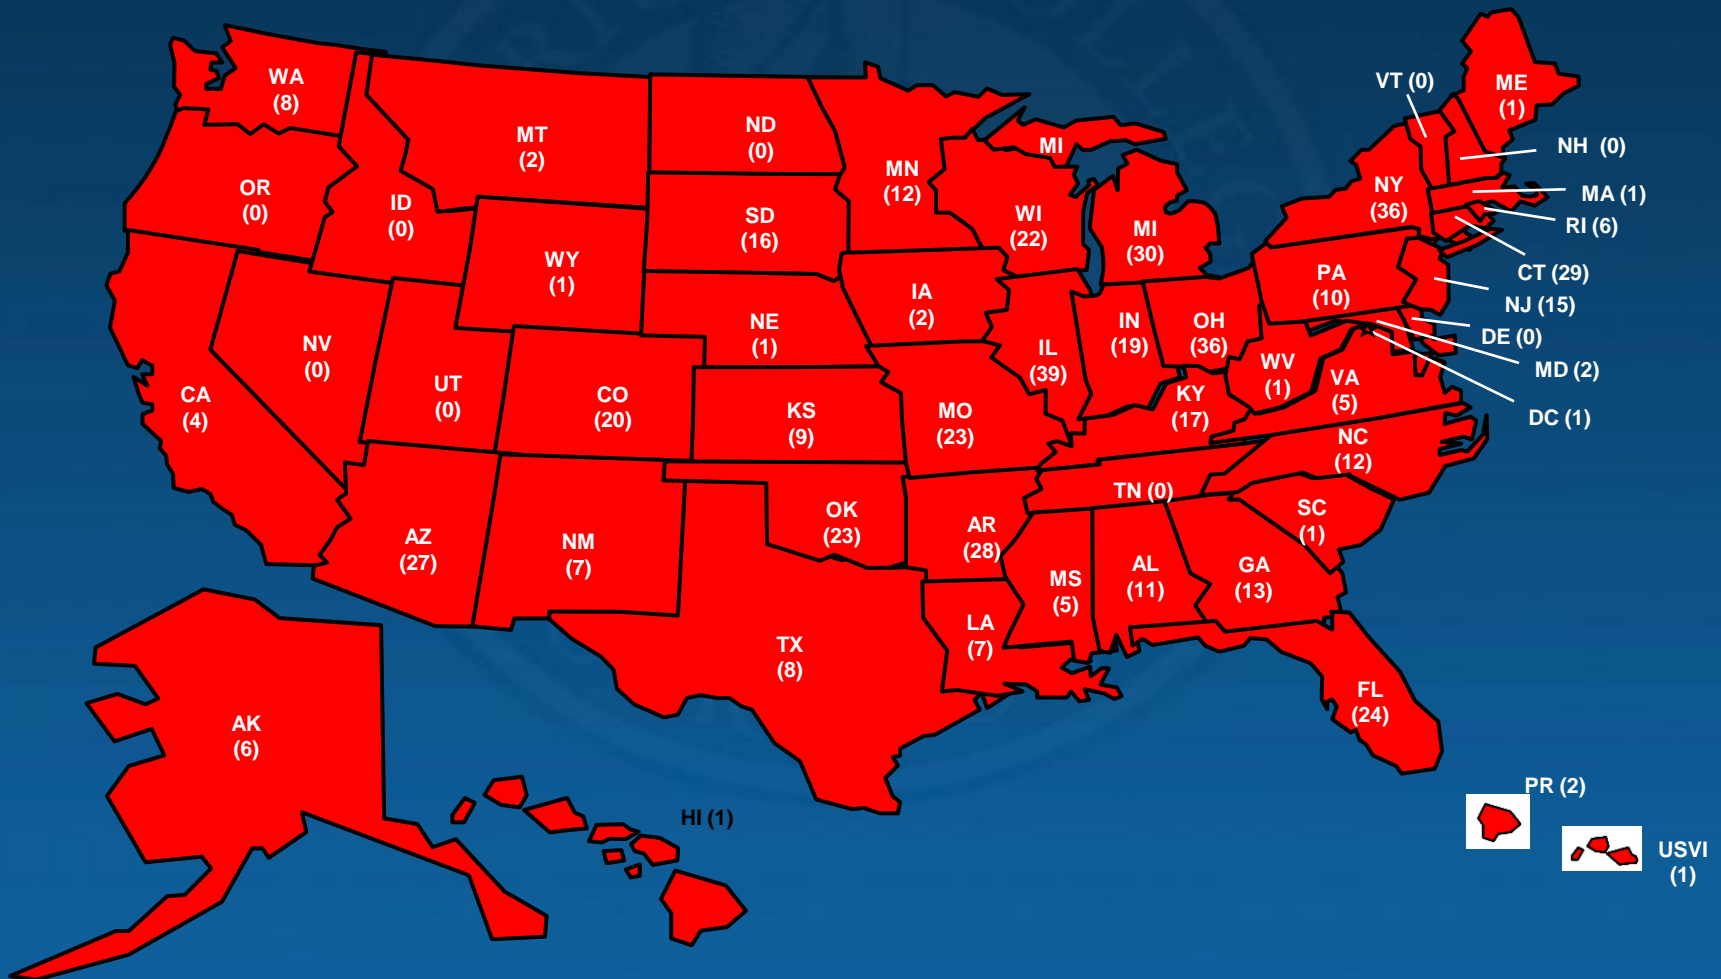 WA
(8)
MT
(2)
ND
(0)
MN
(12)
MI
VT (0)
ME
(1)
NH (0)
OR
(0)
ID
(0)
SD
(16)
WI
(22)
MI
(30)
NY
(36)
MA (1)
RI (6)
WY
(1)
NE
(1)
IA
(2)
PA
(10)
CT (29)
NJ (15)
NV
(0)
UT
(0)
CO
(20)
IL
(39)
IN
(19)
OH
(36)
WV
(1)
DE (0)
MD (2)
CA
(4)
KS
(9)
MO
(23)
KY
(17)
VA
(5)
DC (1)
NC
(12)
TN (0)
AZ
(27)
NM
(7)
OK
(23)
AR
(28)
SC
(1)
MS
(5)
AL
(11)
GA
(13)
TX
(8)
LA
(7)
FL
(24)
AK
(6)
HI (1)
PR (2)
USVI
(1)